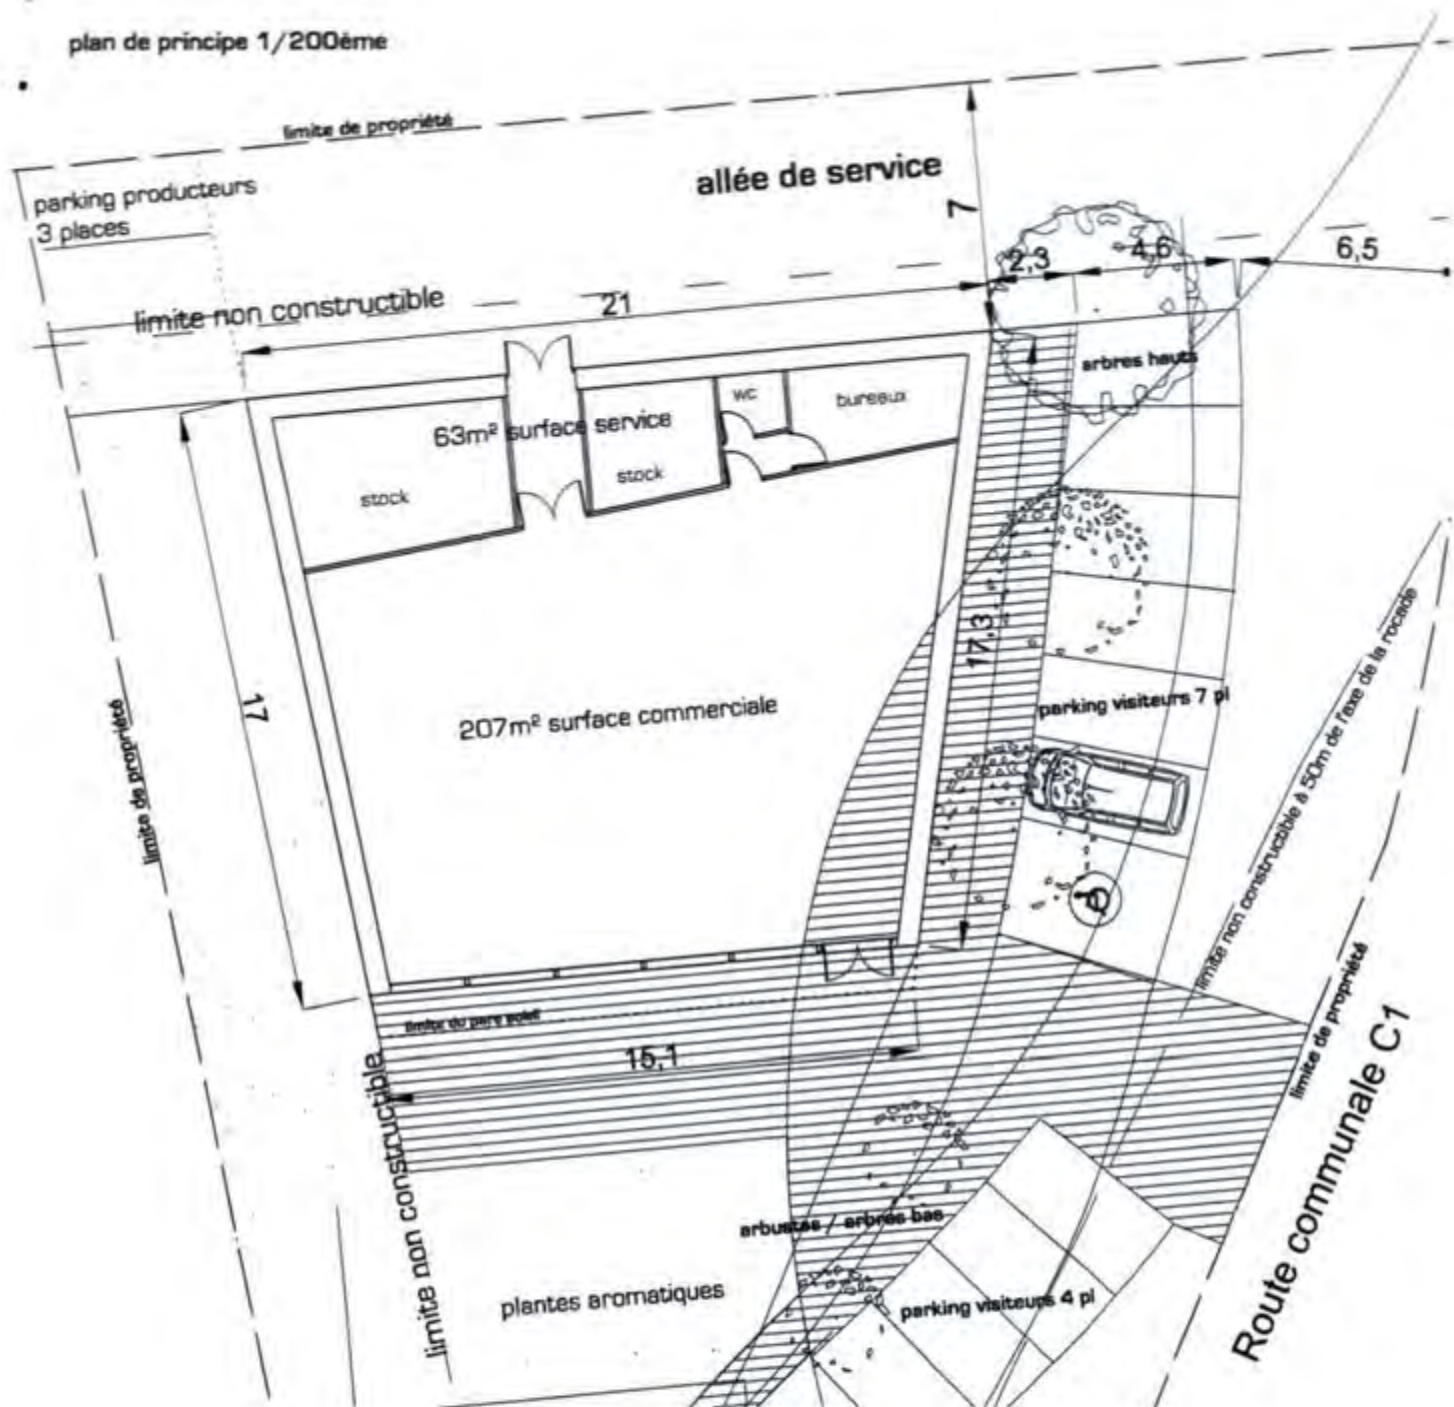 plan de principe 1/200ème
limite de propriété
allée de service
parking producteurs
3 places
7
2,3
4,6
6,5
limite non constructible
21
arbres hauts
wc
bureaux
63m² surface service
stock
stock
17,3
17
207m² surface commerciale
parking visiteurs 7 pl
limite de propriété
limite non constructible à 50m de l'axe de la rocade
limite de propriété
limite du pare soleil
15,1
Route communale C1
limite non constructible
arbustes / arbres bas
plantes aromatiques
parking visiteurs 4 pl